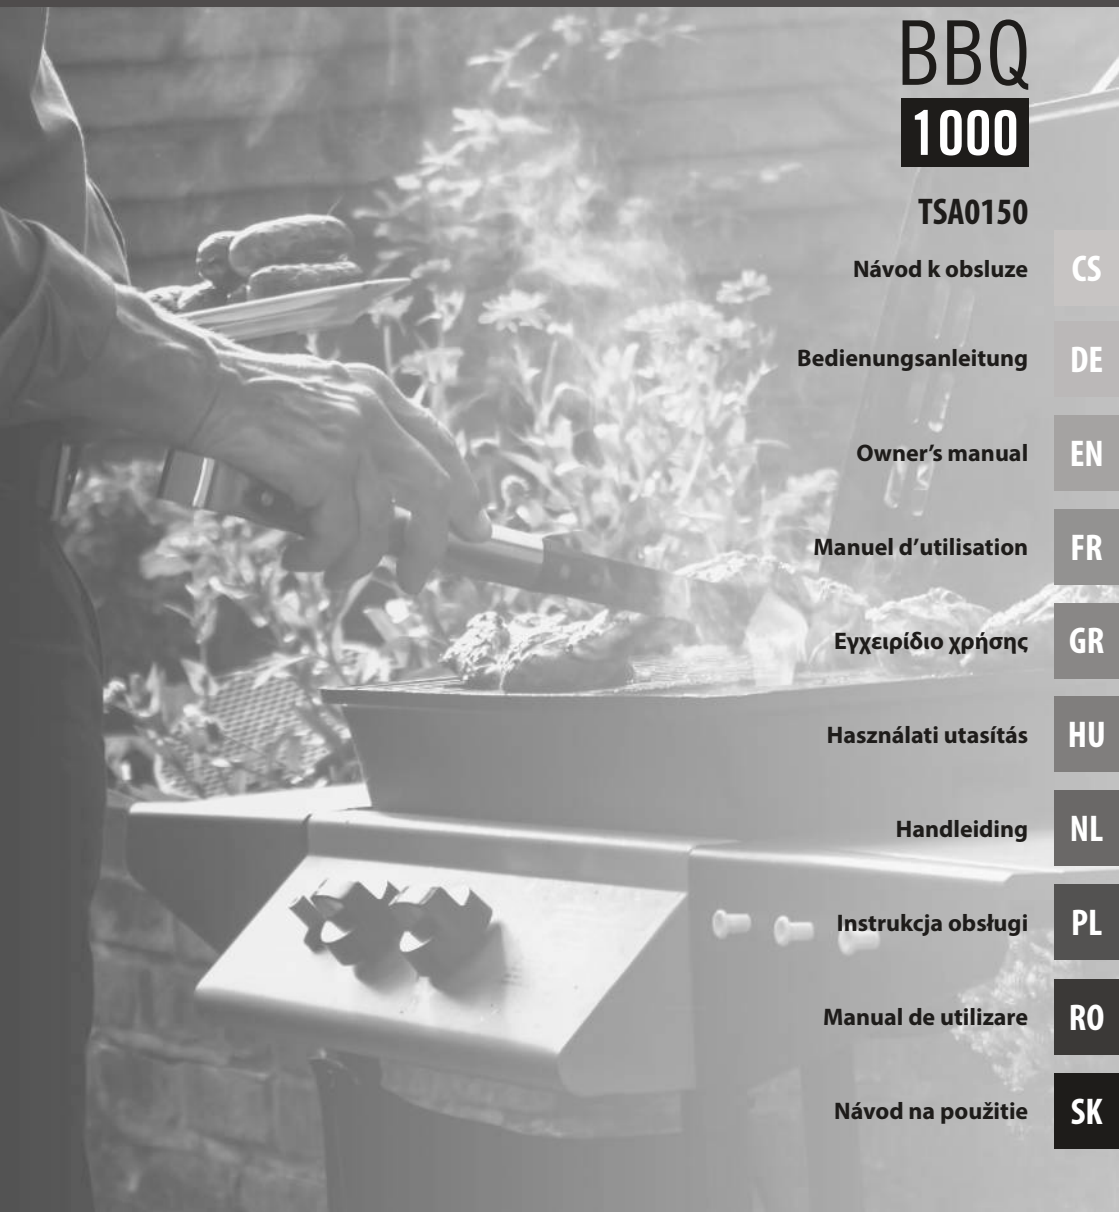 BBQ
1000
TSA0150
Návod k obsluze CS
Bedienungsanleitung DE
Owner’s manual EN
Manuel d’utilisation FR
Εγχειρίδιο χρήσης GR
Használati utasítás HU
Handleiding NL
Instrukcja obsługi PL
Manual de utilizare RO
Návod na použitie SK